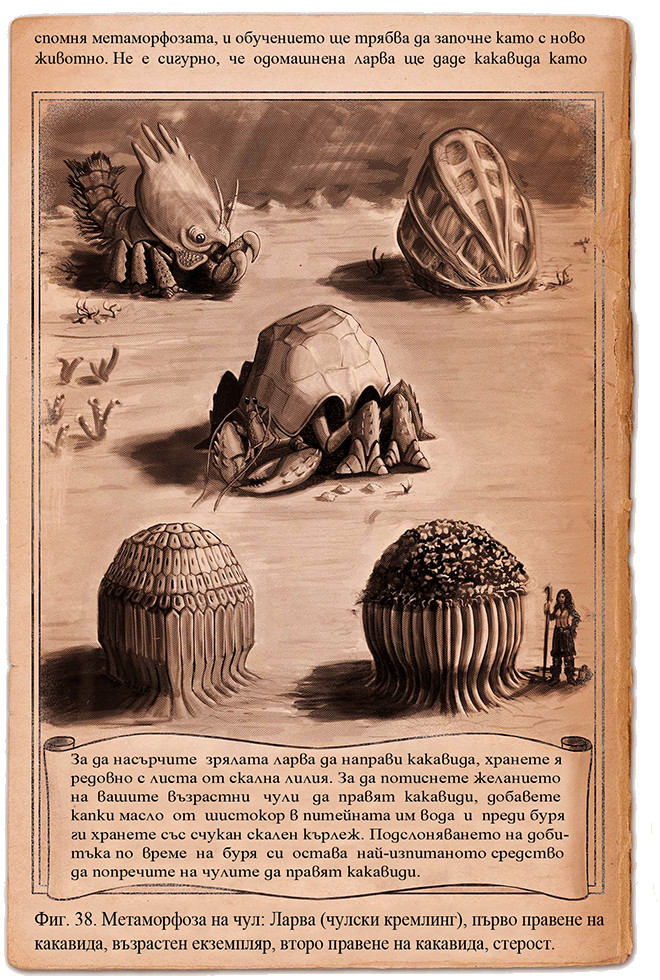 спомня метаморфозата, и обучението ще трябва да започне като с ново
животно. Не е сигурно, че одомашнена ларва ще даде какавида като
За да насърчите зрялата ларва да направи какавида, хранете я
редовно с листа от скална лилия. За да потиснете желанието
на вашите възрастни чули да правят какавиди, добавете
капки масло от шистокор в питейната им вода и преди буря
ги хранете със счукан скален кърлеж. Подслоняването на доби-
тъка по време на буря си остава най-изпитаното средство
да попречите на чулите да правят какавиди.
Фиг. 38. Метаморфоза на чул: Ларва (чулски кремлинг), първо правене на
какавида, възрастен екземпляр, второ правене на какавида, стерост.